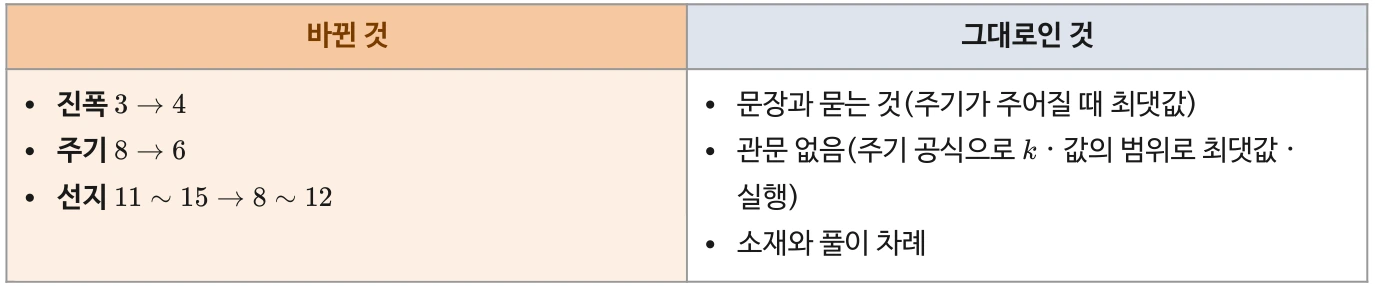 바뀐 것
그대로인 것
• 진폭 3 → 4
• 주기 8 → 6
• 선지 11 ∼ 15 → 8 ∼ 12
• 문장과 묻는 것(주기가 주어질 때 최댓값)
• 관문 없음(주기 공식으로 k · 값의 범위로 최댓값 ·
실행)
• 소재와 풀이 차례